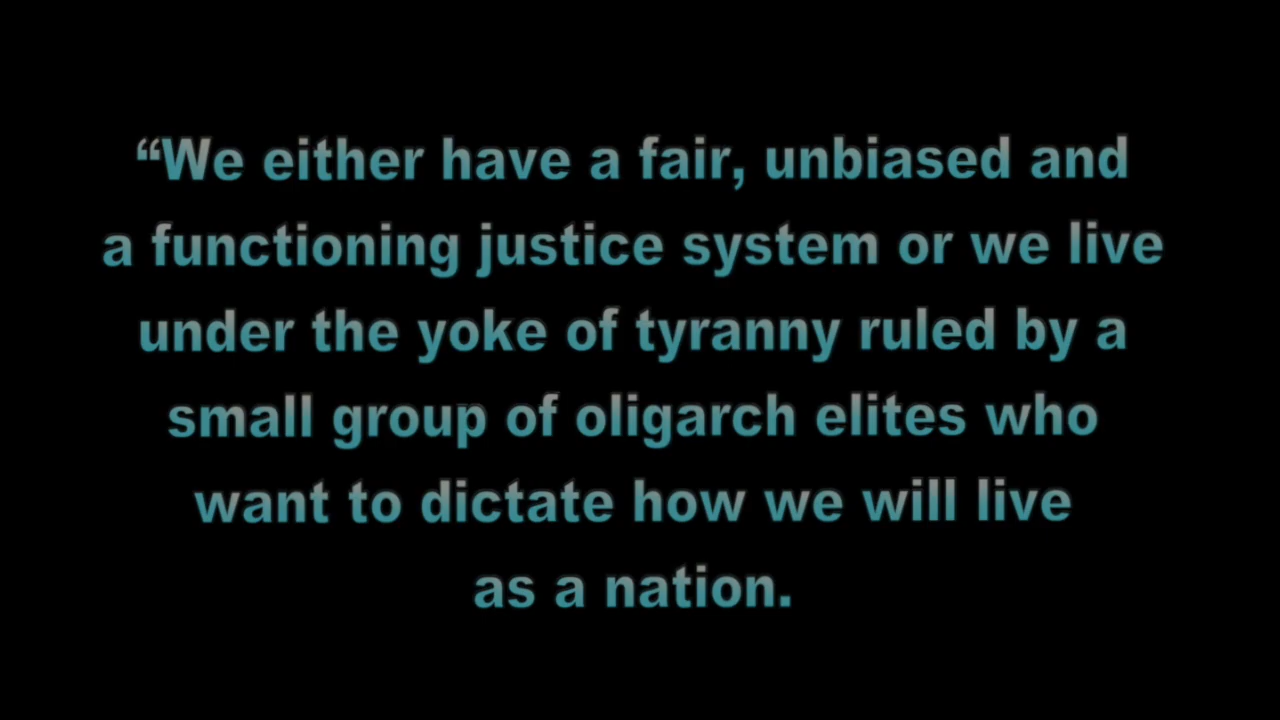 “We either have a fair, unbiased and
a functioning justice system or we live
under the yoke of tyranny ruled by a
small group of oligarch elites who
want to dictate how we will live
as a nation.